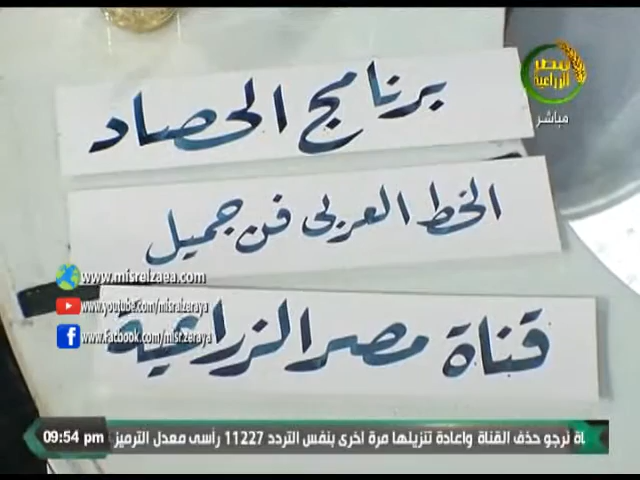 مصر
الزراعية
مباشر
برنامج الحصاد
الخط العربى فن جميل
قناة مصر الزراعية
www.misrelzaea.com
www.youtube.com/misrelzeraya
www.facbook.com/misr.zeraya
09:54 pm
اة نرجو حذف القناة واعادة تنزيلها مرة اخرى بنفس التردد 11227 رأسى معدل الترميز